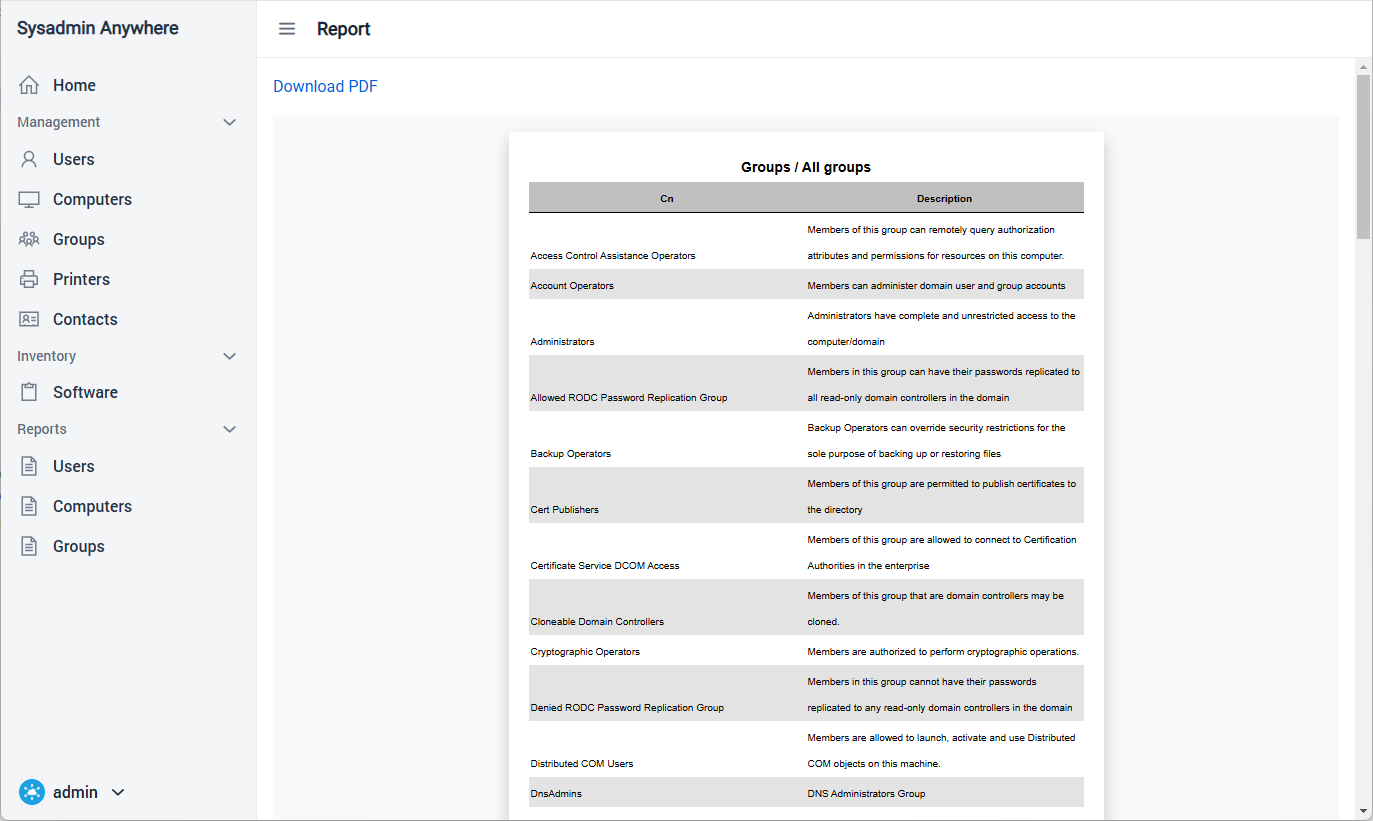 Sysadmin Anywhere
Home
Management
Users
Computers
Groups
Printers
Contacts
Inventory
Software
Reports
Users
Computers
Groups
admin
Report
Download PDF
Groups / All groups
Cn Description
Members of this group can remotely query authorization
Access Control Assistance Operators attributes and permissions for resources on this computer.
Account Operators Members can administer domain user and group accounts
Administrators have complete and unrestricted access to the
Administrators computer/domain
Members in this group can have their passwords replicated to
Allowed RODC Password Replication Group all read-only domain controllers in the domain
Backup Operators can override security restrictions for the
Backup Operators sole purpose of backing up or restoring files
Members of this group are permitted to publish certificates to
Cert Publishers the directory
Members of this group are allowed to connect to Certification
Certificate Service DCOM Access Authorities in the enterprise
Members of this group that are domain controllers may be
Cloneable Domain Controllers cloned.
Cryptographic Operators Members are authorized to perform cryptographic operations.
Members in this group cannot have their passwords
Denied RODC Password Replication Group replicated to any read-only domain controllers in the domain
Members are allowed to launch, activate and use Distributed
Distributed COM Users COM objects on this machine.
DnsAdmins DNS Administrators Group